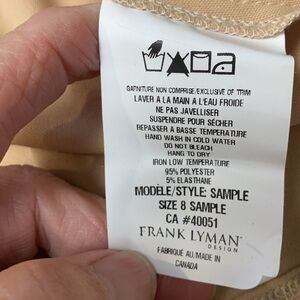 GARNITURE NON COMPRISE/EXCLUSIVE OF TRIM
LAVER A LA MAIN A L'EAU FROIDE
NE PAS JAVELLISER
SUSPENDRE POUR SÉCHER
REPASSER A BASSE TEMPERATURE
HAND WASH IN COLD WATER
DO NOT BLEACH
HANG TO DRY
IRON LOW TEMPERATURE
95% POLYESTER
5% ELASTHANE
MODÈLE/STYLE: SAMPLE
SIZE 8 SAMPLE
CA #40051
FRANK LYMAN
DESIGN
FABRIQUÉ AU/MADE IN
CANADA